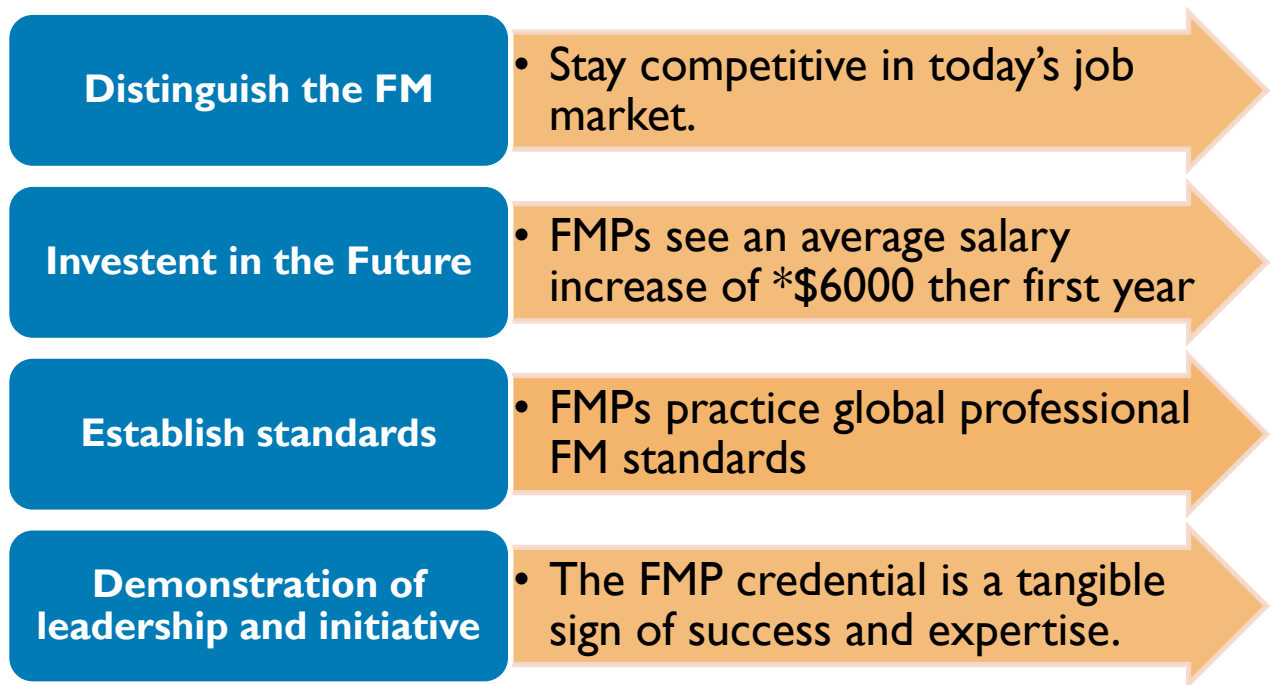 Distinguish the FM
• Stay competitive in today’s job
market.
Investent in the Future
• FMPs see an average salary
increase of *$6000 ther first year
Establish standards
• FMPs practice global professional
FM standards
Demonstration of
leadership and initiative
• The FMP credential is a tangible
sign of success and expertise.